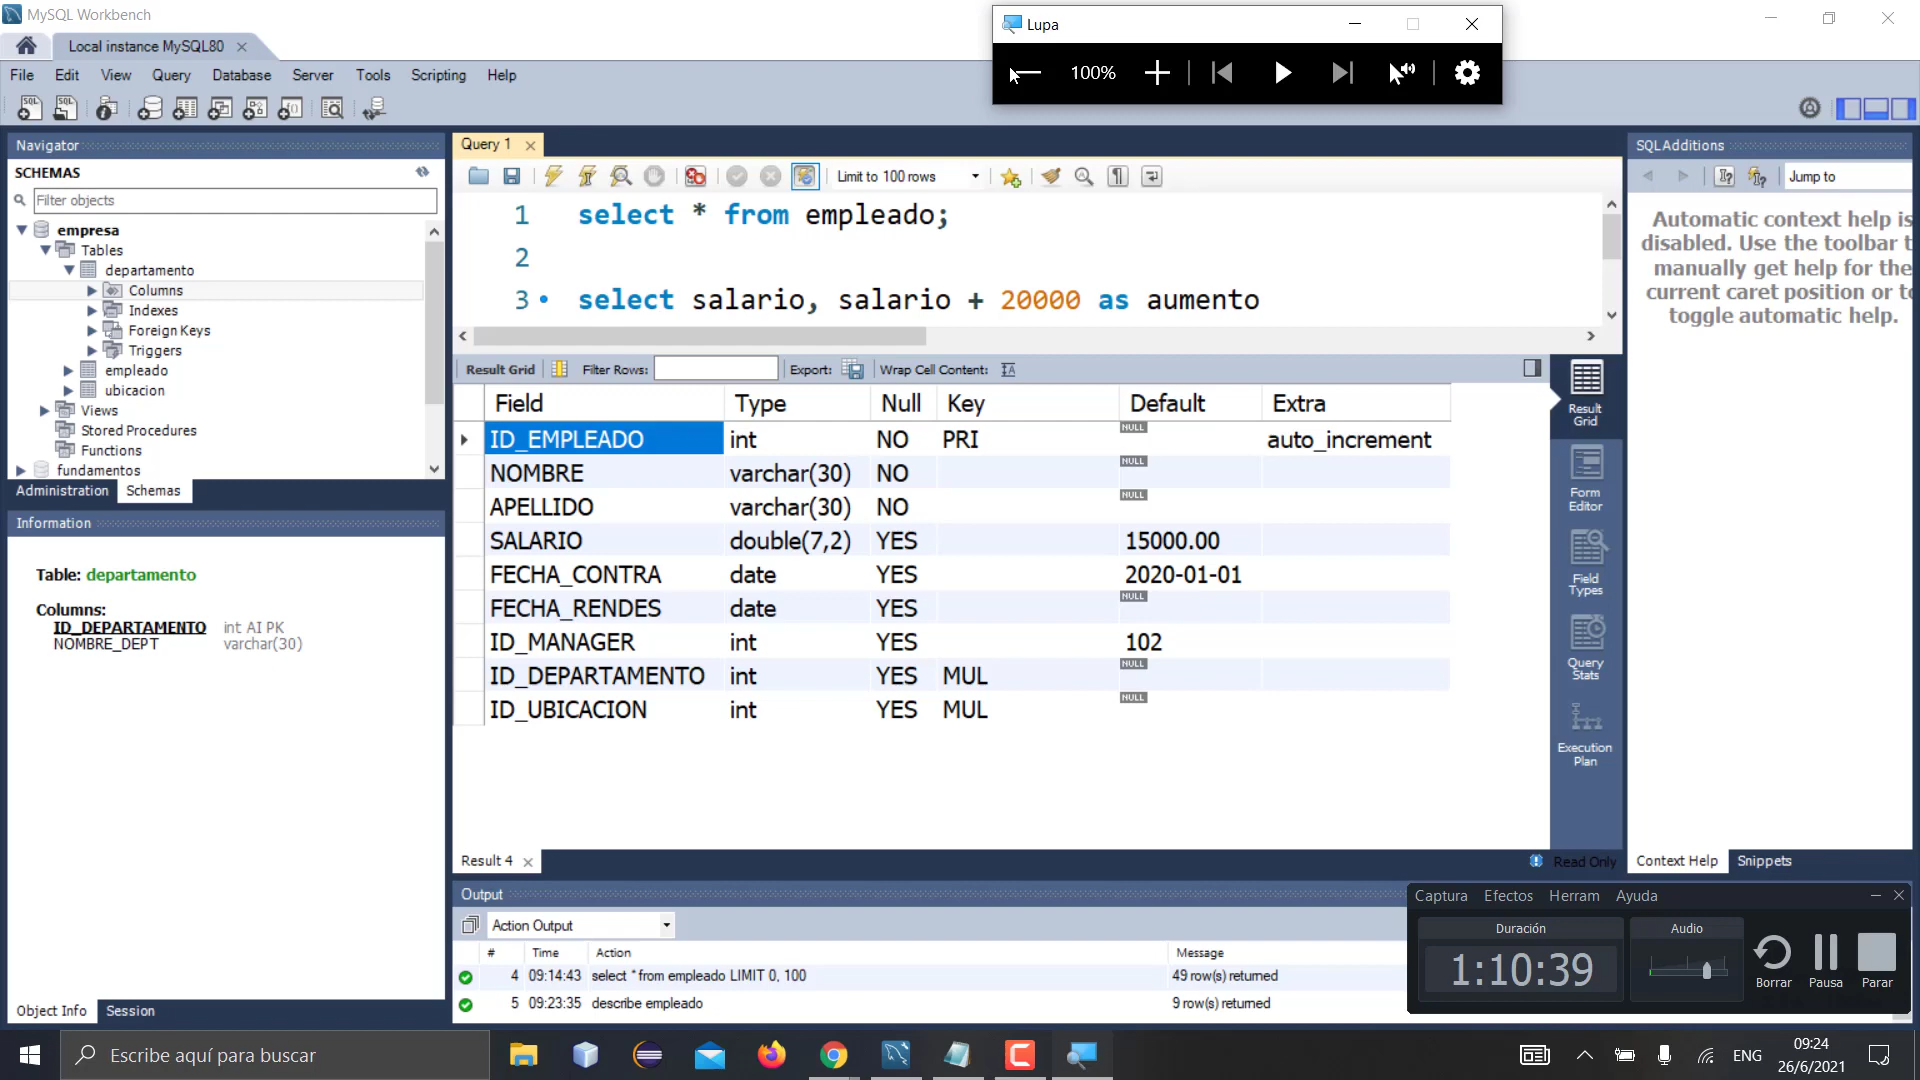 MySQL Workbench
Lupa
Local instance MySQL80
100%
File Edit View Query Database Server Tools Scripting Help
Navigator
Query 1
SQLAdditions
SCHEMAS
Limit to 100 rows
Jump to
Filter objects
1 select * from empleado;
2
3 select salario, salario + 20000 as aumento
Automatic context help is
disabled. Use the toolbar t
manually get help for the
current caret position or to
toggle automatic help.
empresa
Tables
departamento
Columns
Indexes
Foreign Keys
Triggers
empleado
ubicacion
Views
Stored Procedures
Functions
fundamentos
Administration Schemas
Result Grid Filter Rows: Export: Wrap Cell Content:
Field Type Null Key Default Extra
ID_EMPLEADO int NO PRI NULL auto_increment
NOMBRE varchar(30) NO NULL
APELLIDO varchar(30) NO NULL
SALARIO double(7,2) YES 15000.00
FECHA_CONTRA date YES 2020-01-01
FECHA_RENDES date YES NULL
ID_MANAGER int YES 102
ID_DEPARTAMENTO int YES MUL NULL
ID_UBICACION int YES MUL NULL
Result
Grid
Form
Editor
Field
Types
Query
Stats
Execution
Plan
Information
Table: departamento
Columns:
ID_DEPARTAMENTO int AI PK
NOMBRE_DEPT varchar(30)
Object Info Session
Result 4
Read Only
Context Help Snippets
Output
Action Output
# Time Action Message
4 09:14:43 select * from empleado LIMIT 0, 100 49 row(s) returned
5 09:23:35 describe empleado 9 row(s) returned
Captura Efectos Herram Ayuda
Duración
1:10:39
Audio
Borrar Pausa Parar
Escribe aquí para buscar
ENG
09:24
26/6/2021